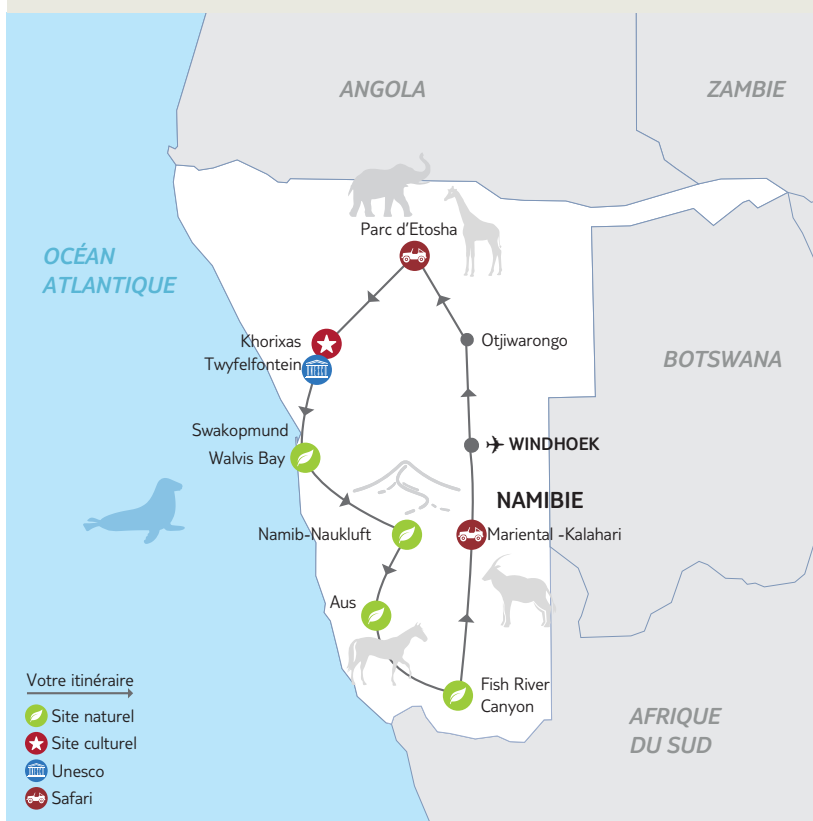 ANGOLA
ZAMBIE
Parc d'Etosha
OCÉAN
ATLANTIQUE
Khorixas
Otjiwarongo
Twyfelfontein
BOTSWANA
Swakopmund
Walvis Bay
WINDHOEK
NAMIBIE
Namib-Naukluft
Mariental -Kalahari
Aus
Fish River
Canyon
AFRIQUE
DU SUD
Votre itinéraire
Site naturel
Site culturel
Unesco
Safari